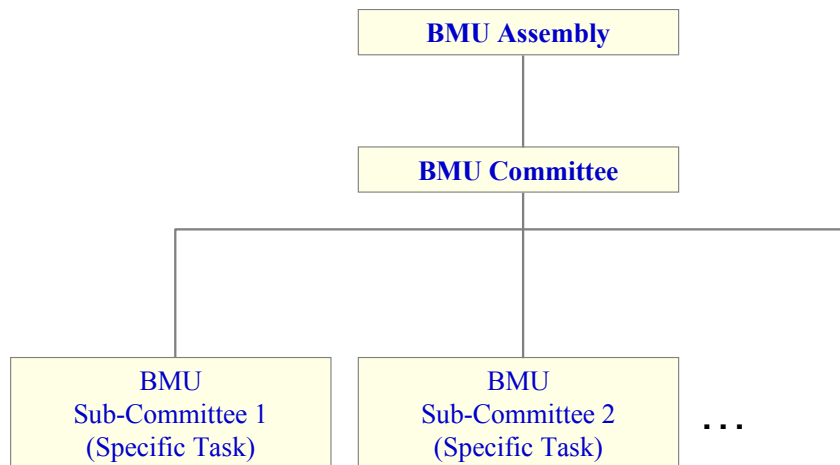 BMU Assembly
BMU Committee
BMU
Sub-Committee 1
(Specific Task)
BMU
Sub-Committee 2
(Specific Task)
...